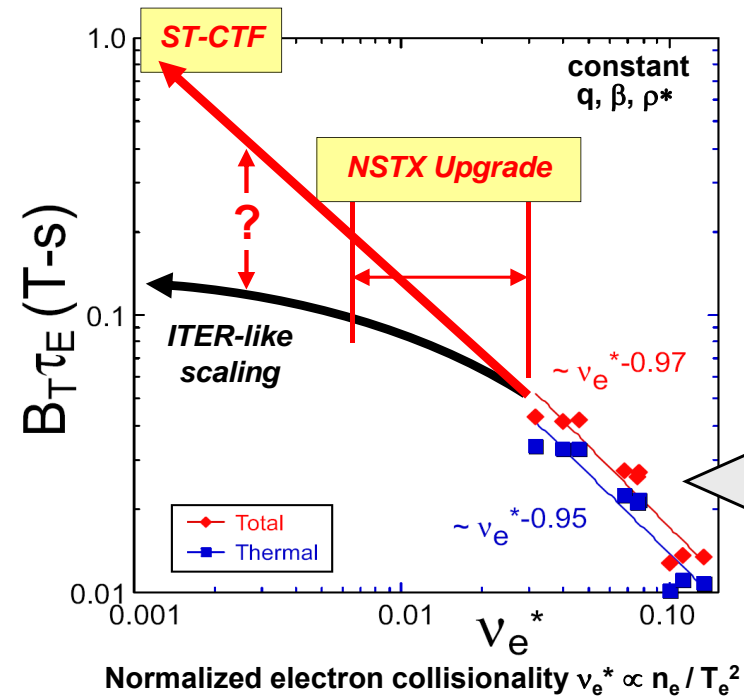 1.0
ST-CTF
constant
q, β, ρ*
NSTX Upgrade
?
B_Tτ_E (T-s)
0.1
ITER-like
scaling
~ ν_e*^-0.97
Total
Thermal
~ ν_e*^-0.95
0.01
0.001
0.01
0.10
ν_e*
Normalized electron collisionality ν_e* ∝ n_e / T_e^2